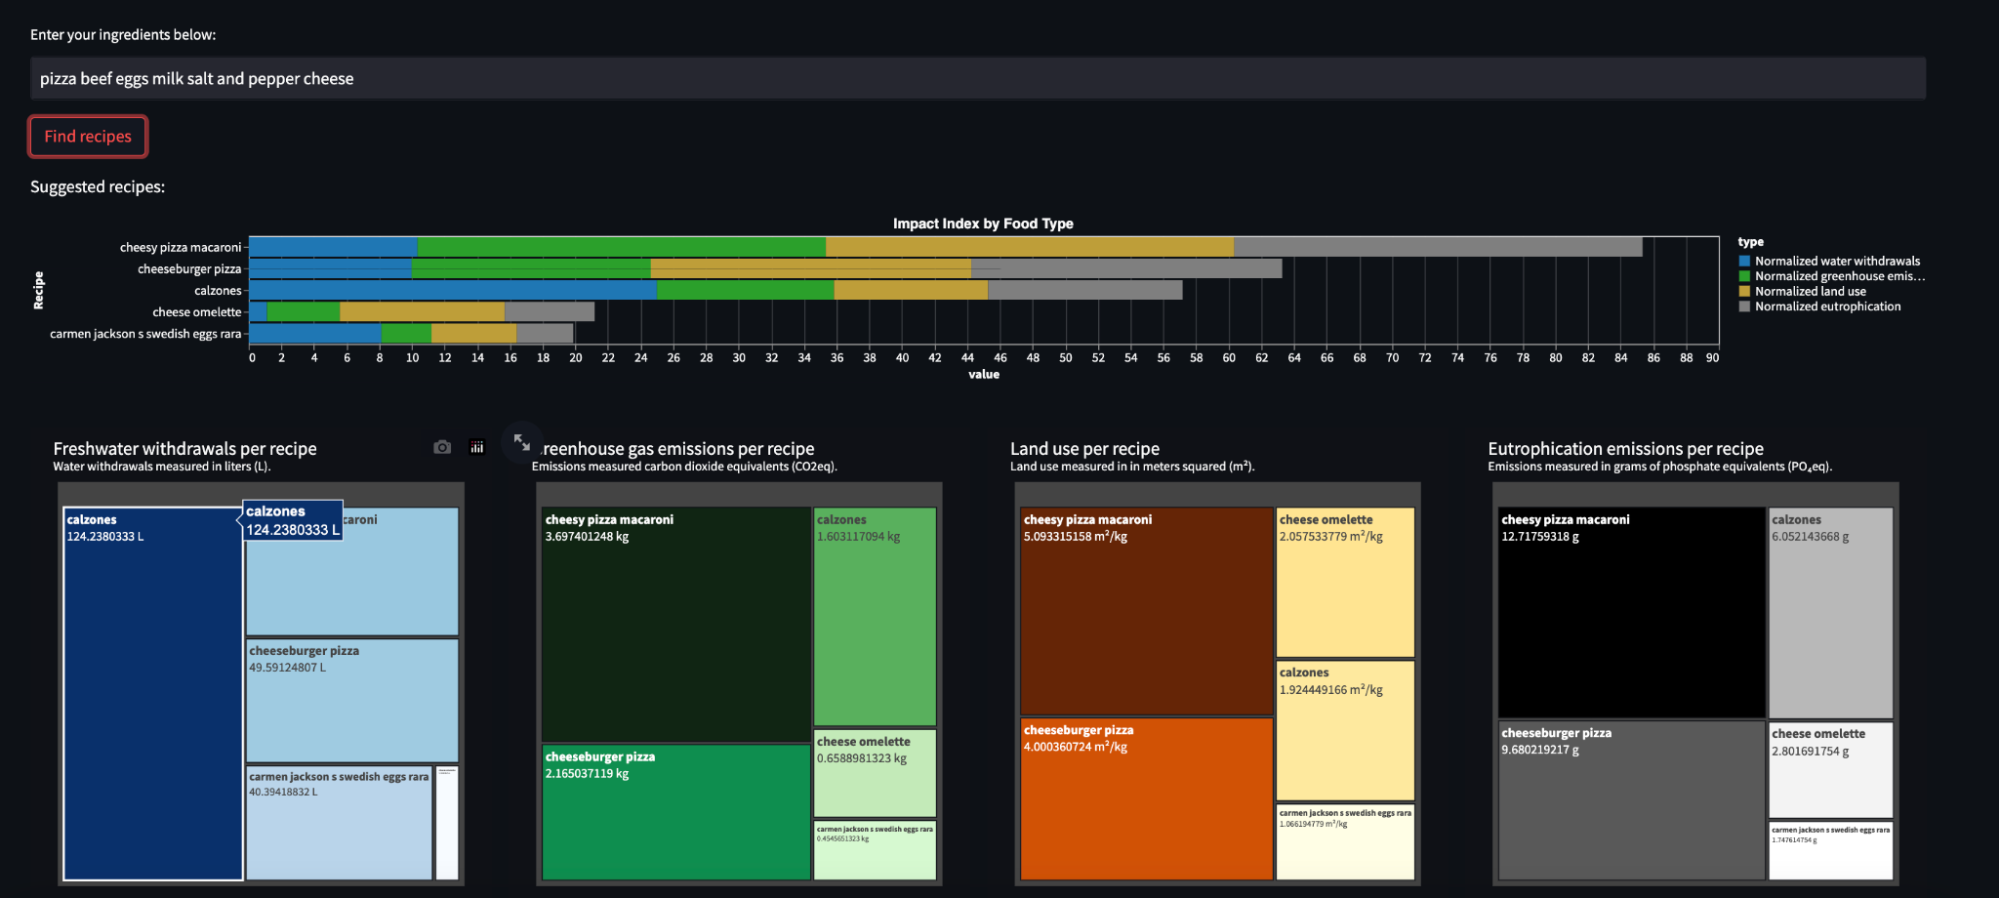 Enter your ingredients below:
pizza beef eggs milk salt and pepper cheese
Find recipes
Suggested recipes:
Impact Index by Food Type
Recipe
cheesy pizza macaroni
cheeseburger pizza
calzones
cheese omelette
carmen jackson s swedish eggs rara
0 2 4 6 8 10 12 14 16 18 20 22 24 26 28 30 32 34 36 38 40 42 44 46 48 50 52 54 56 58 60 62 64 66 68 70 72 74 76 78 80 82 84 86 88 90
value
type
Normalized water withdrawals
Normalized greenhouse emis...
Normalized land use
Normalized eutrophication
Freshwater withdrawals per recipe
Water withdrawals measured in liters (L).
calzones
124.2380333 L
calzones
124.2380333 L
caroni
cheeseburger pizza
49.59124807 L
carmen jackson s swedish eggs rara
40.39418832 L
reenhouse gas emissions per recipe
Emissions measured carbon dioxide equivalents (CO2eq).
cheesy pizza macaroni
3.697401248 kg
calzones
1.603117094 kg
cheeseburger pizza
2.165037119 kg
cheese omelette
0.6588981323 kg
carmen jackson s swedish eggs rara
0.4545651323 kg
Land use per recipe
Land use measured in in meters squared (m²).
cheesy pizza macaroni
5.093315158 m²/kg
cheese omelette
2.057533779 m²/kg
calzones
1.924449166 m²/kg
cheeseburger pizza
4.000360724 m²/kg
carmen jackson s swedish eggs rara
1.066194779 m²/kg
Eutrophication emissions per recipe
Emissions measured in grams of phosphate equivalents (PO₄eq).
cheesy pizza macaroni
12.71759318 g
calzones
6.052143668 g
cheeseburger pizza
9.680219217 g
cheese omelette
2.801691754 g
carmen jackson s swedish eggs rara
1.747614754 g